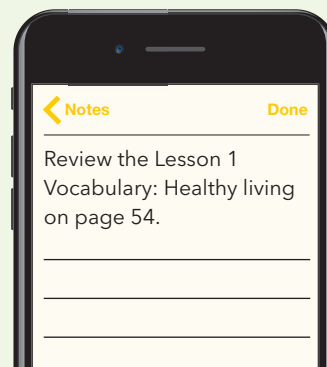 Notes Done
Review the Lesson 1
Vocabulary: Healthy living
on page 54.